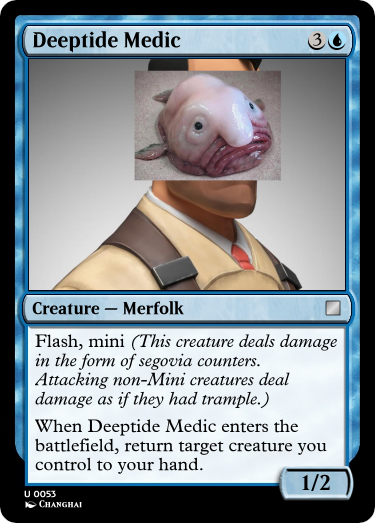 Deeptide Medic 3
Creature — Merfolk
Flash, mini (This creature deals damage
in the form of segovia counters.
Attacking non-Mini creatures deal
damage as if they had trample.)
When Deeptide Medic enters the
battlefield, return target creature you
control to your hand.
1/2
U 0053
Changhai